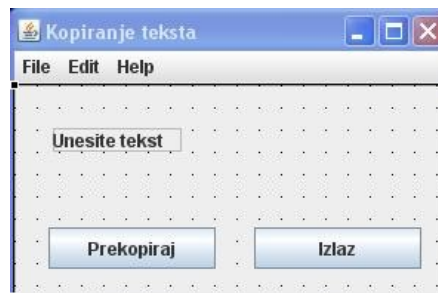 Kopiranje teksta
File Edit Help
Unesite tekst
Prekopiraj Izlaz